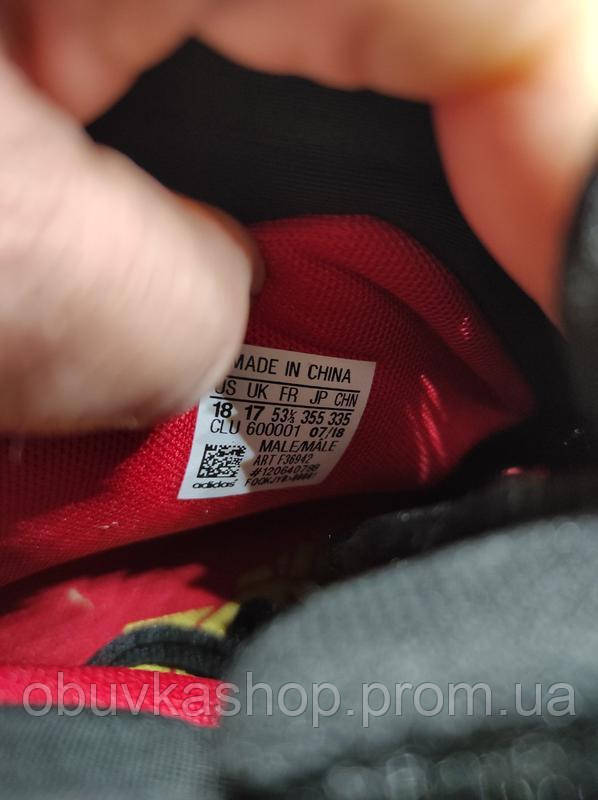 MADE IN CHINA
US UK FR JP CHN
18 17 53⅓ 355 335
CLU 600001 07/18
MALE/MALE
ART F36942
adidas
obuvkashop.prom.ua